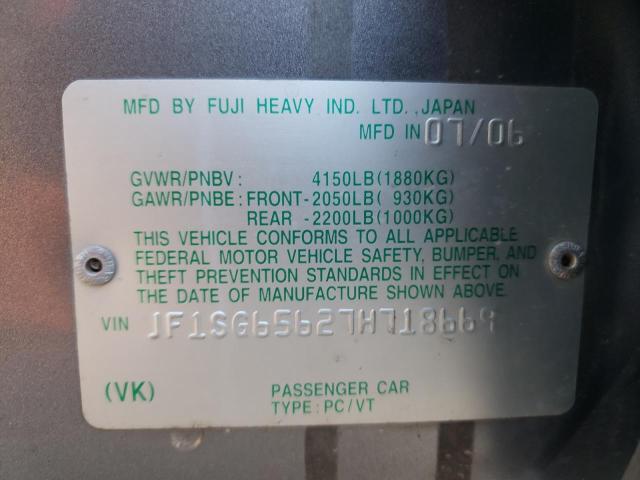 MFD BY FUJI HEAVY IND. LTD., JAPAN
MFD IN 07/06
GVWR/PNBV: 4150LB(1880KG)
GAWR/PNBE: FRONT-2050LB( 930KG)
REAR -2200LB(1000KG)
THIS VEHICLE CONFORMS TO ALL APPLICABLE
FEDERAL MOTOR VEHICLE SAFETY, BUMPER, AND
THEFT PREVENTION STANDARDS IN EFFECT ON
THE DATE OF MANUFACTURE SHOWN ABOVE.
VIN JF1SG65627H718669
(VK) PASSENGER CAR
TYPE: PC/VT